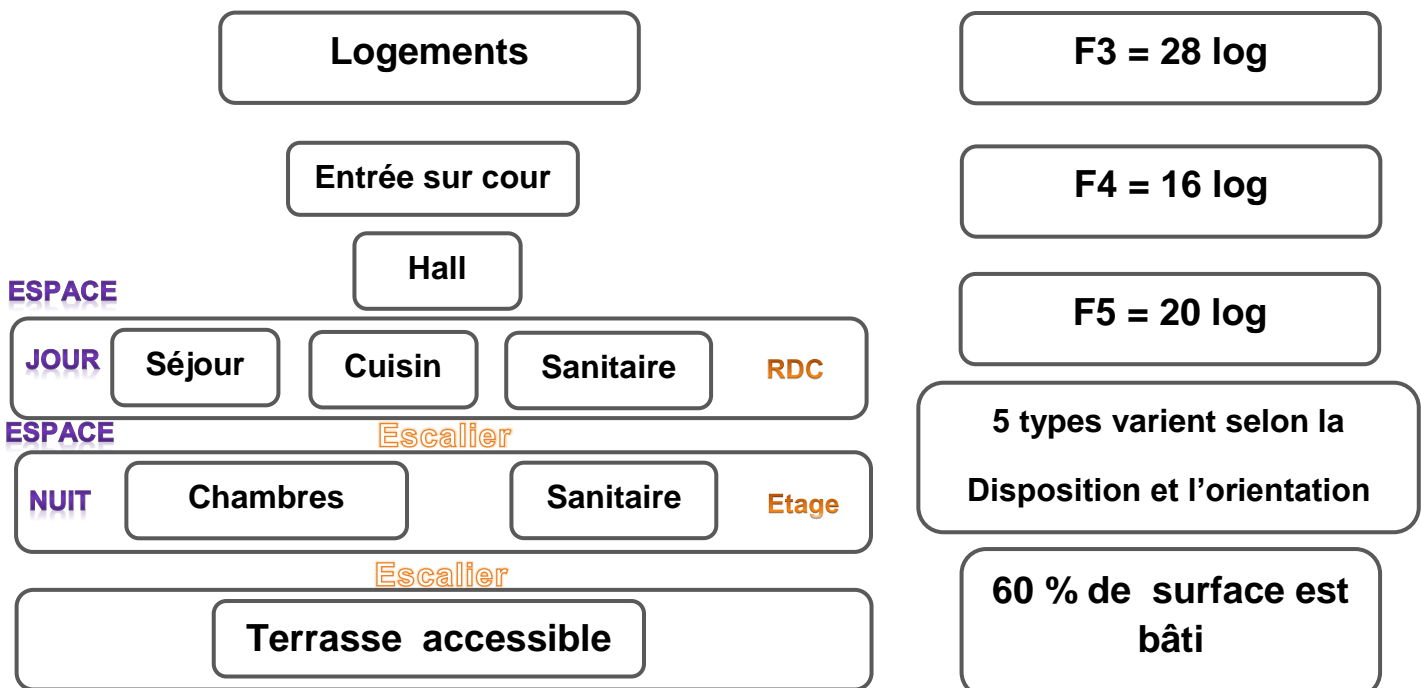 Logements
Entrée sur cour
Hall
ESPACE
JOUR
Séjour
Cuisin
Sanitaire
RDC
ESPACE
Escalier
NUIT
Chambres
Sanitaire
Etage
Escalier
Terrasse accessible
F3 = 28 log
F4 = 16 log
F5 = 20 log
5 types varient selon la
Disposition et l’orientation
60 % de surface est
bâti